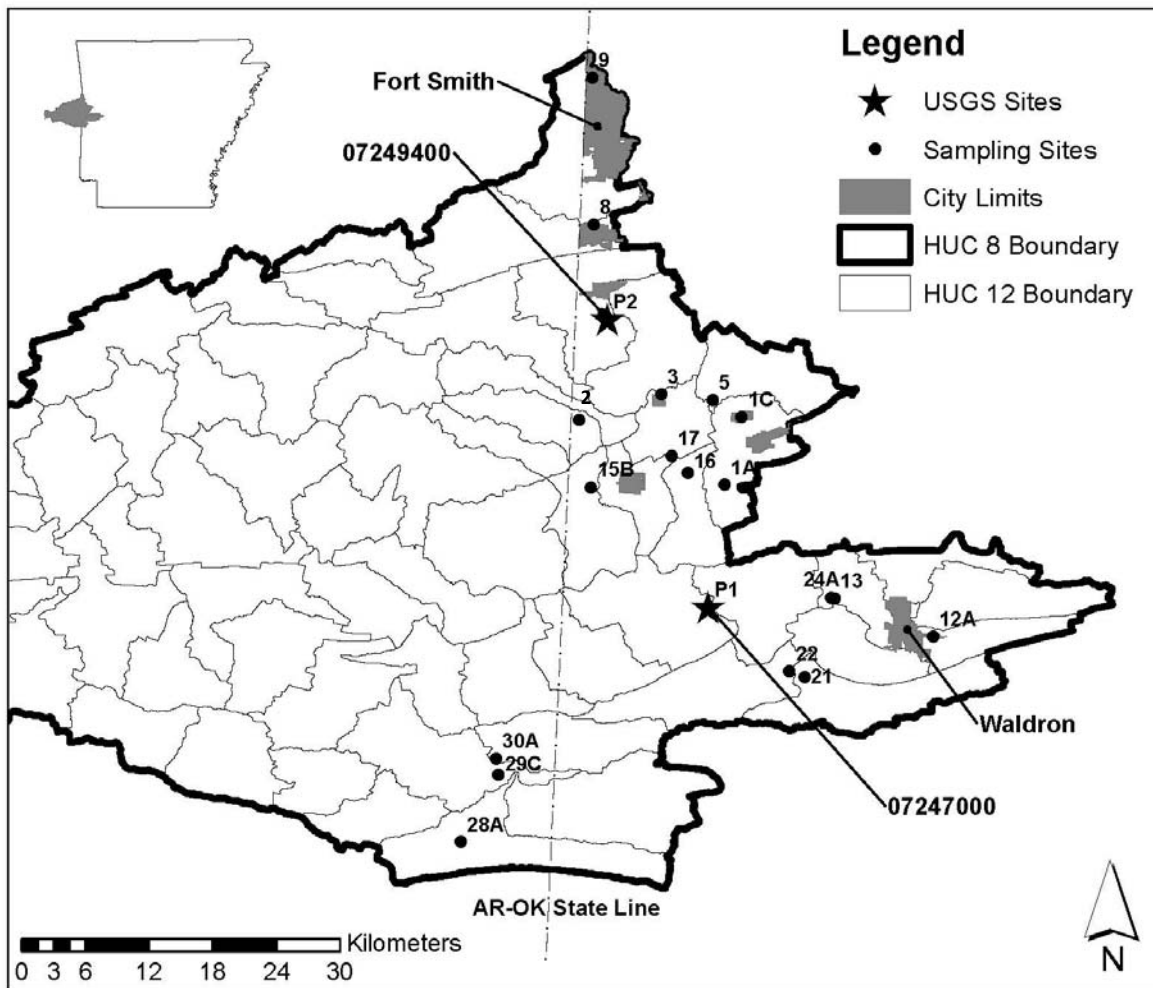 Legend
USGS Sites
Sampling Sites
City Limits
HUC 8 Boundary
HUC 12 Boundary
9
Fort Smith
07249400
8
P2
3
5
2
1C
17
16
1A
15B
P1
24A 13
12A
22
21
Waldron
30A
29C
07247000
28A
AR-OK State Line
Kilometers
0 3 6 12 18 24 30
N